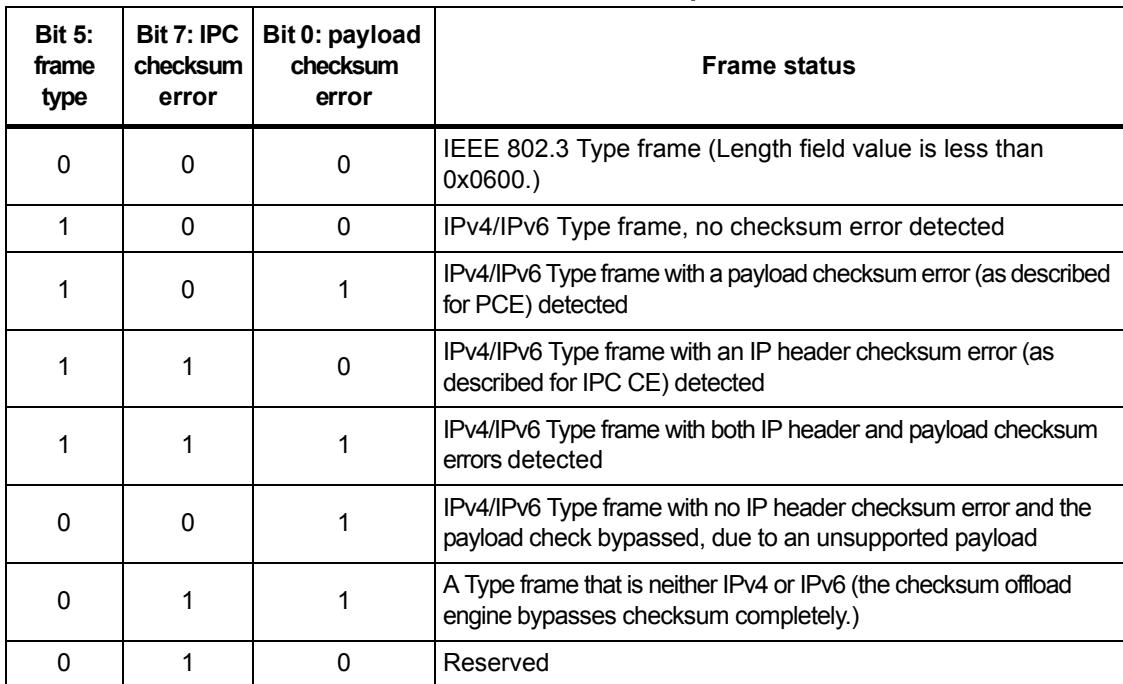 Bit 5:
frame
type
Bit 7: IPC
checksum
error
Bit 0: payload
checksum
error
Frame status
0
0
0
IEEE 802.3 Type frame (Length field value is less than
0x0600.)
1
0
0
IPv4/IPv6 Type frame, no checksum error detected
1
0
1
IPv4/IPv6 Type frame with a payload checksum error (as described
for PCE) detected
1
1
0
IPv4/IPv6 Type frame with an IP header checksum error (as
described for IPC CE) detected
1
1
1
IPv4/IPv6 Type frame with both IP header and payload checksum
errors detected
0
0
1
IPv4/IPv6 Type frame with no IP header checksum error and the
payload check bypassed, due to an unsupported payload
0
1
1
A Type frame that is neither IPv4 or IPv6 (the checksum offload
engine bypasses checksum completely.)
0
1
0
Reserved